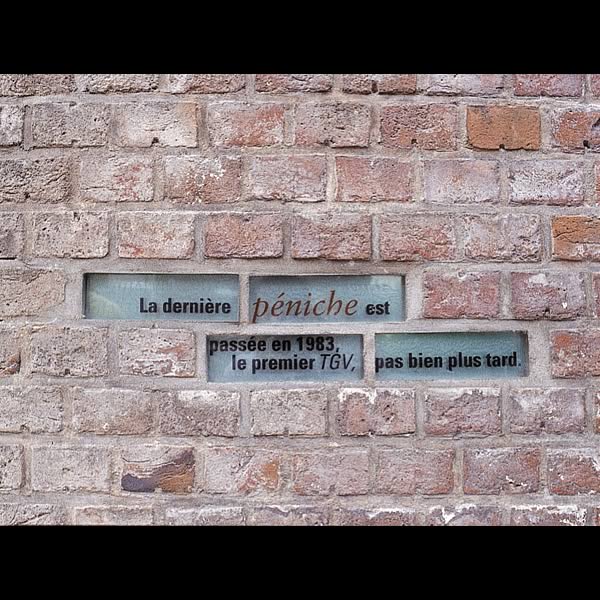 La dernière péniche est
passée en 1983,
le premier TGV, pas bien plus tard.